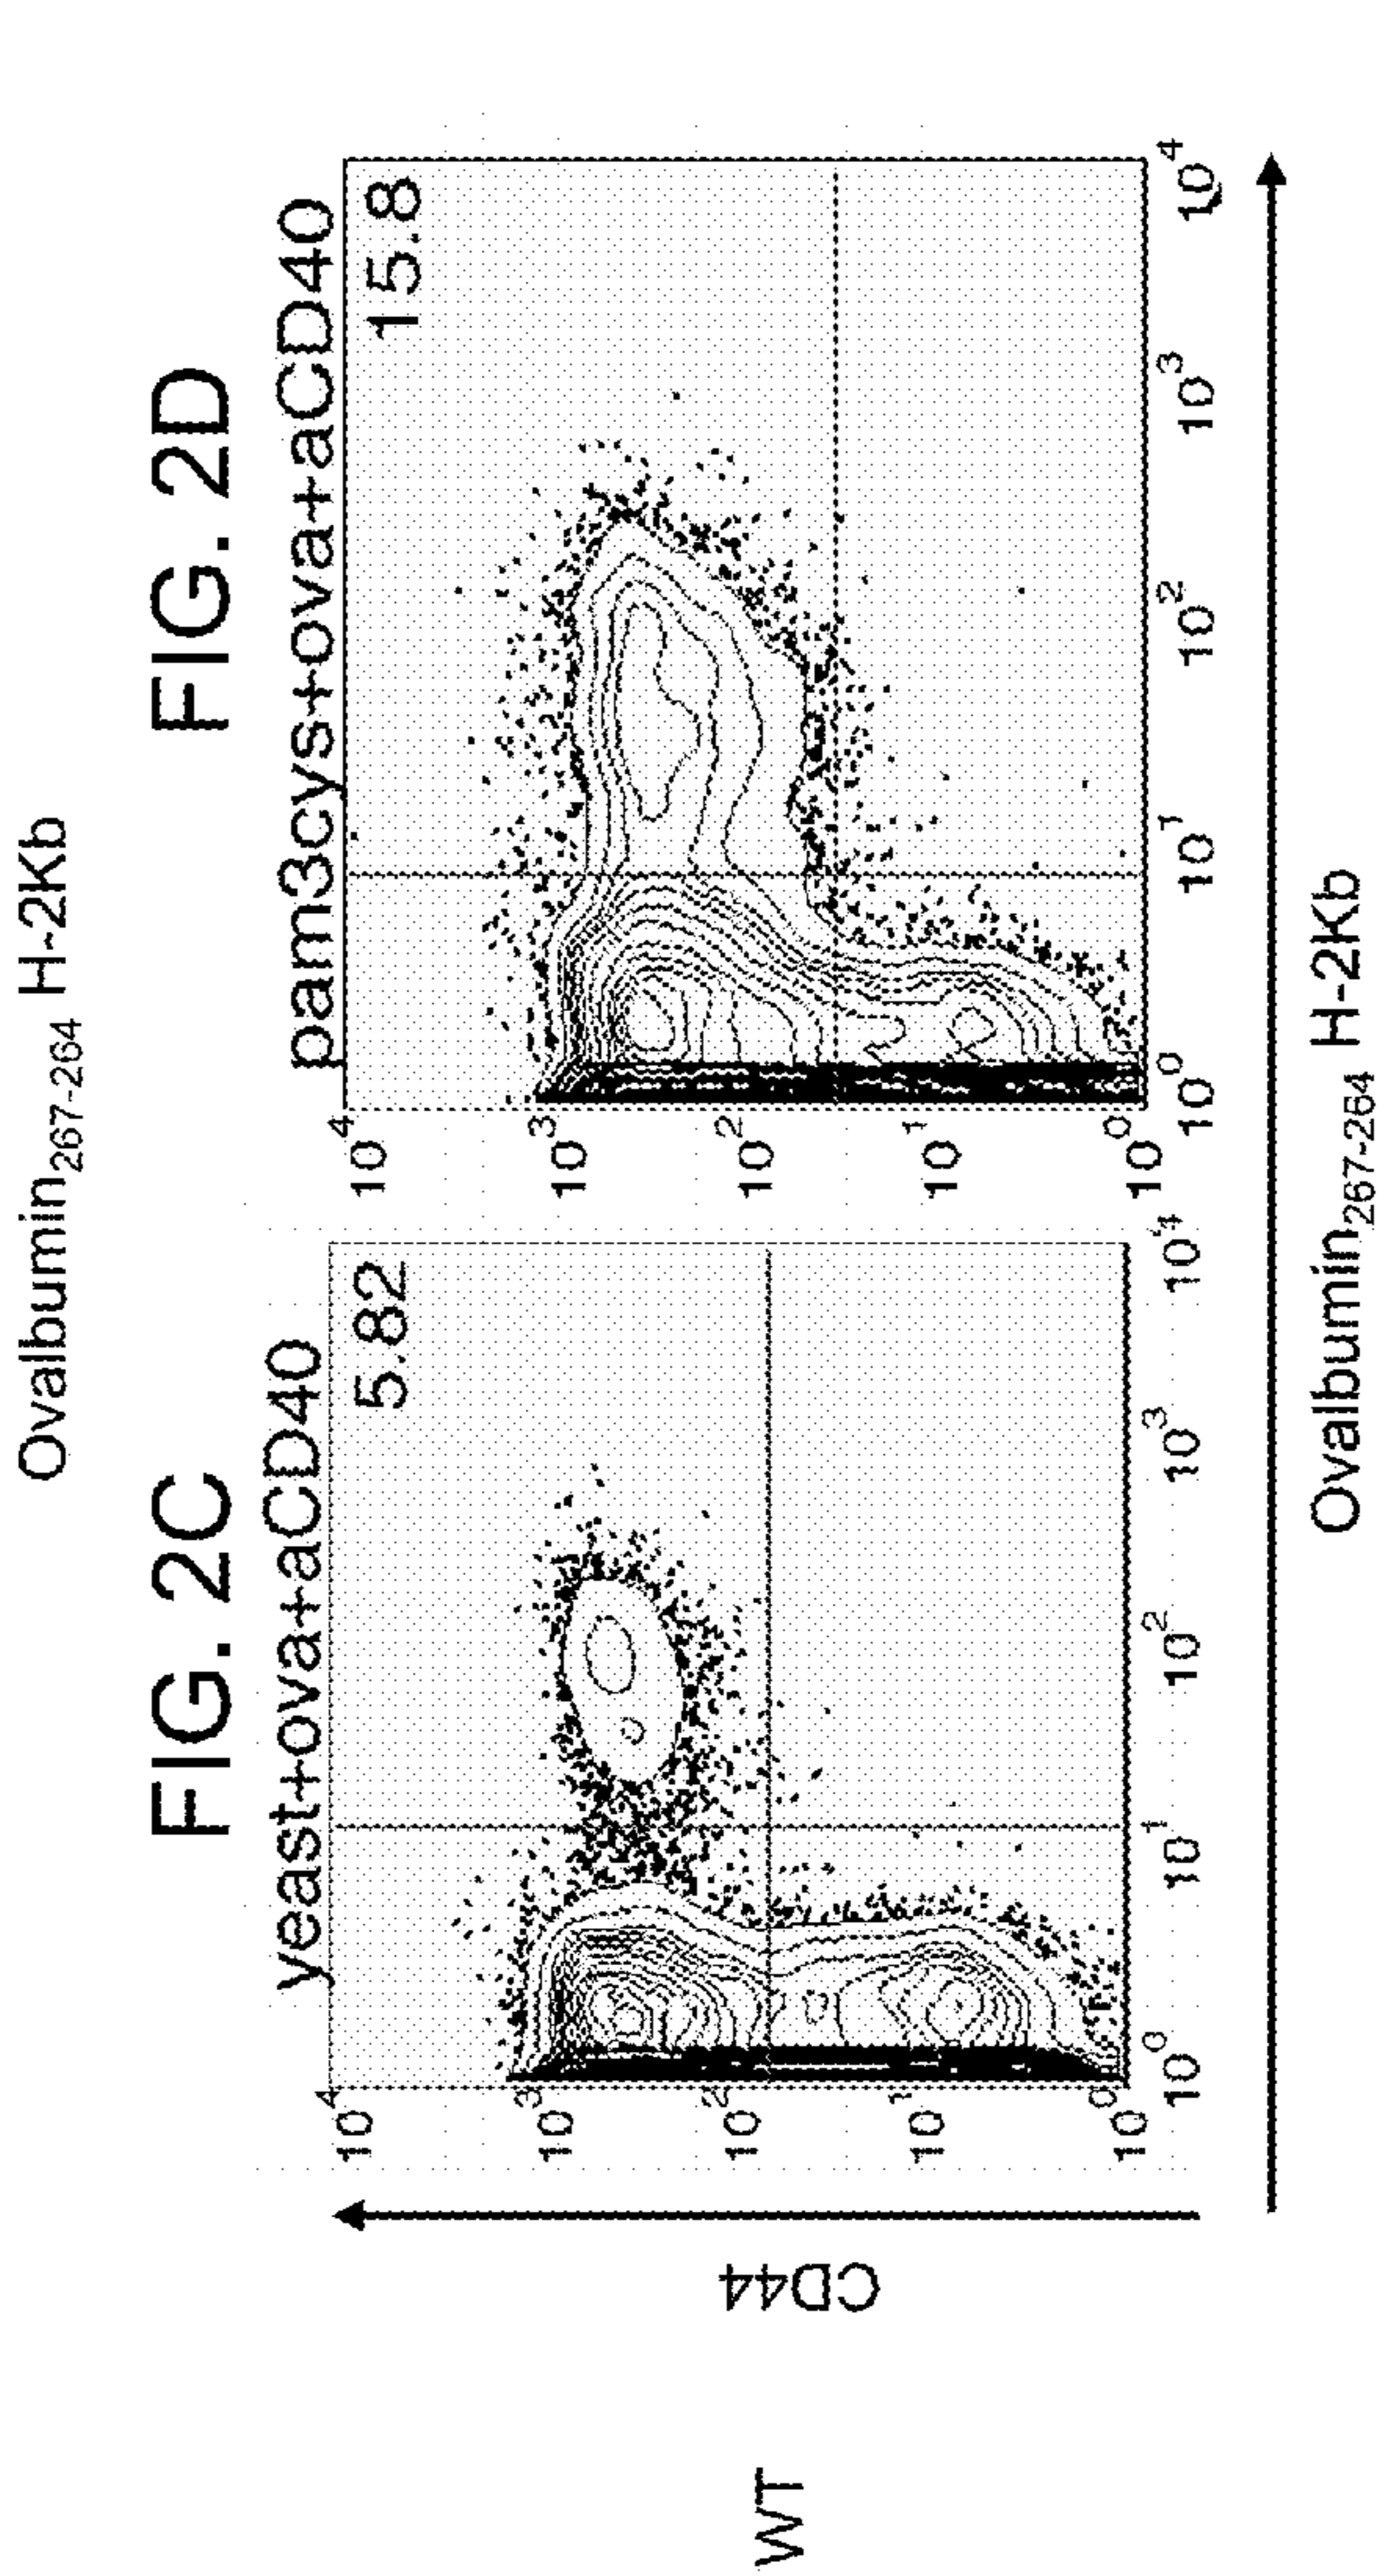 Ovalbumin267-264 H-2Kb
FIG. 2C
FIG. 2D
yeast+ova+aCD40
pam3cys+ova+aCD40
5.82
15.8
10^4
10^3
10^2
10^1
10^0
10^4
10^3
10^2
10^1
10^0
WT
CD44
10^0 10^1 10^2 10^3 10^4
10^0 10^1 10^2 10^3 10^4
Ovalbumin267-264 H-2Kb